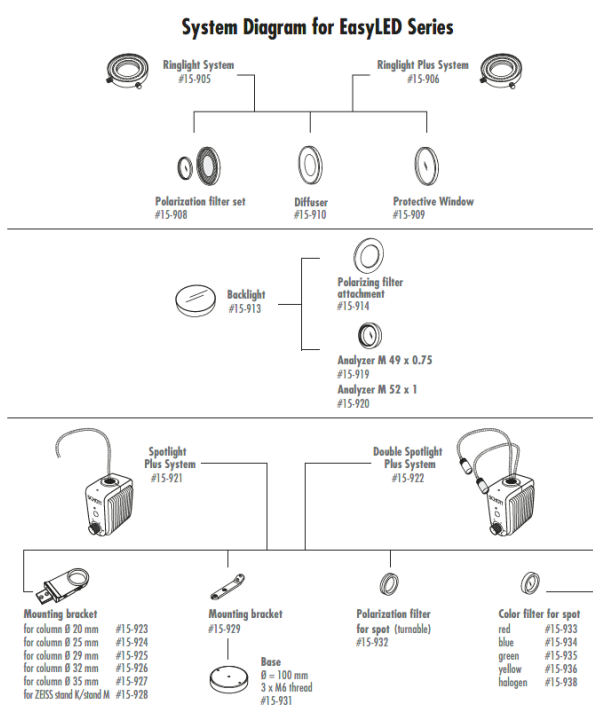 System Diagram for EasyLED Series
Ringlight System
#15-905
Ringlight Plus System
#15-906
Polarization filter set
#15-908
Diffuser
#15-910
Protective Window
#15-909
Backlight
#15-913
Polarizing filter
attachment
#15-914
Analyzer M 49 x 0.75
#15-919
Analyzer M 52 x 1
#15-920
Spotlight
Plus System
#15-921
Double Spotlight
Plus System
#15-922
SCHOTT
SCHOTT
Mounting bracket
for column Ø 20 mm #15-923
for column Ø 25 mm #15-924
for column Ø 29 mm #15-925
for column Ø 32 mm #15-926
for column Ø 35 mm #15-927
for ZEISS stand K/stand M #15-928
Mounting bracket
#15-929
Base
Ø = 100 mm
3 x M6 thread
#15-931
Polarization filter
for spot (turnable)
#15-932
Color filter for spot
red #15-933
blue #15-934
green #15-935
yellow #15-936
halogen #15-938